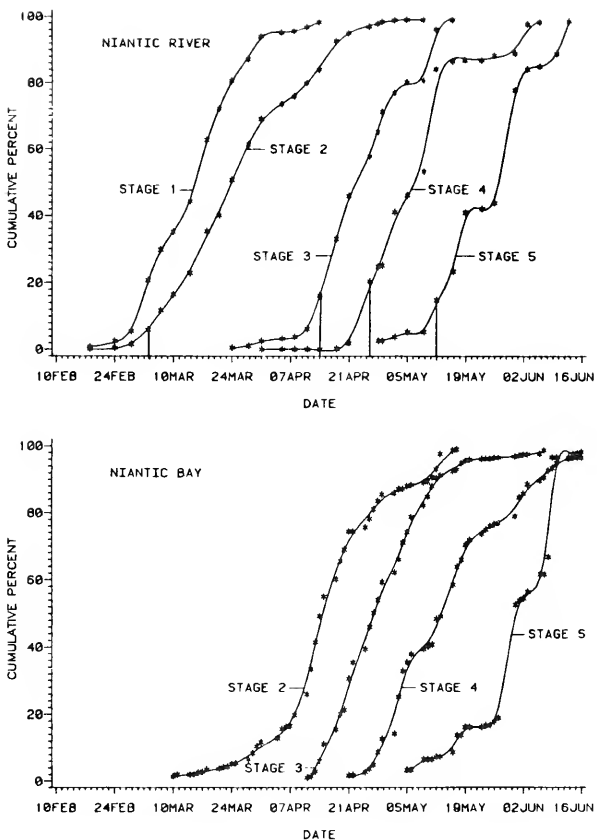 100
80
60
40
20
0
CUMULATIVE PERCENT
NIANTIC RIVER
STAGE 1
STAGE 2
STAGE 3
STAGE 4
STAGE 5
10FEB 24FEB 10MAR 24MAR 07APR 21APR 05MAY 19MAY 02JUN 16JUN
DATE
100
80
60
40
20
0
CUMULATIVE PERCENT
NIANTIC BAY
STAGE 2
STAGE 3
STAGE 4
STAGE 5
10FEB 24FEB 10MAR 24MAR 07APR 21APR 05MAY 19MAY 02JUN 16JUN
DATE